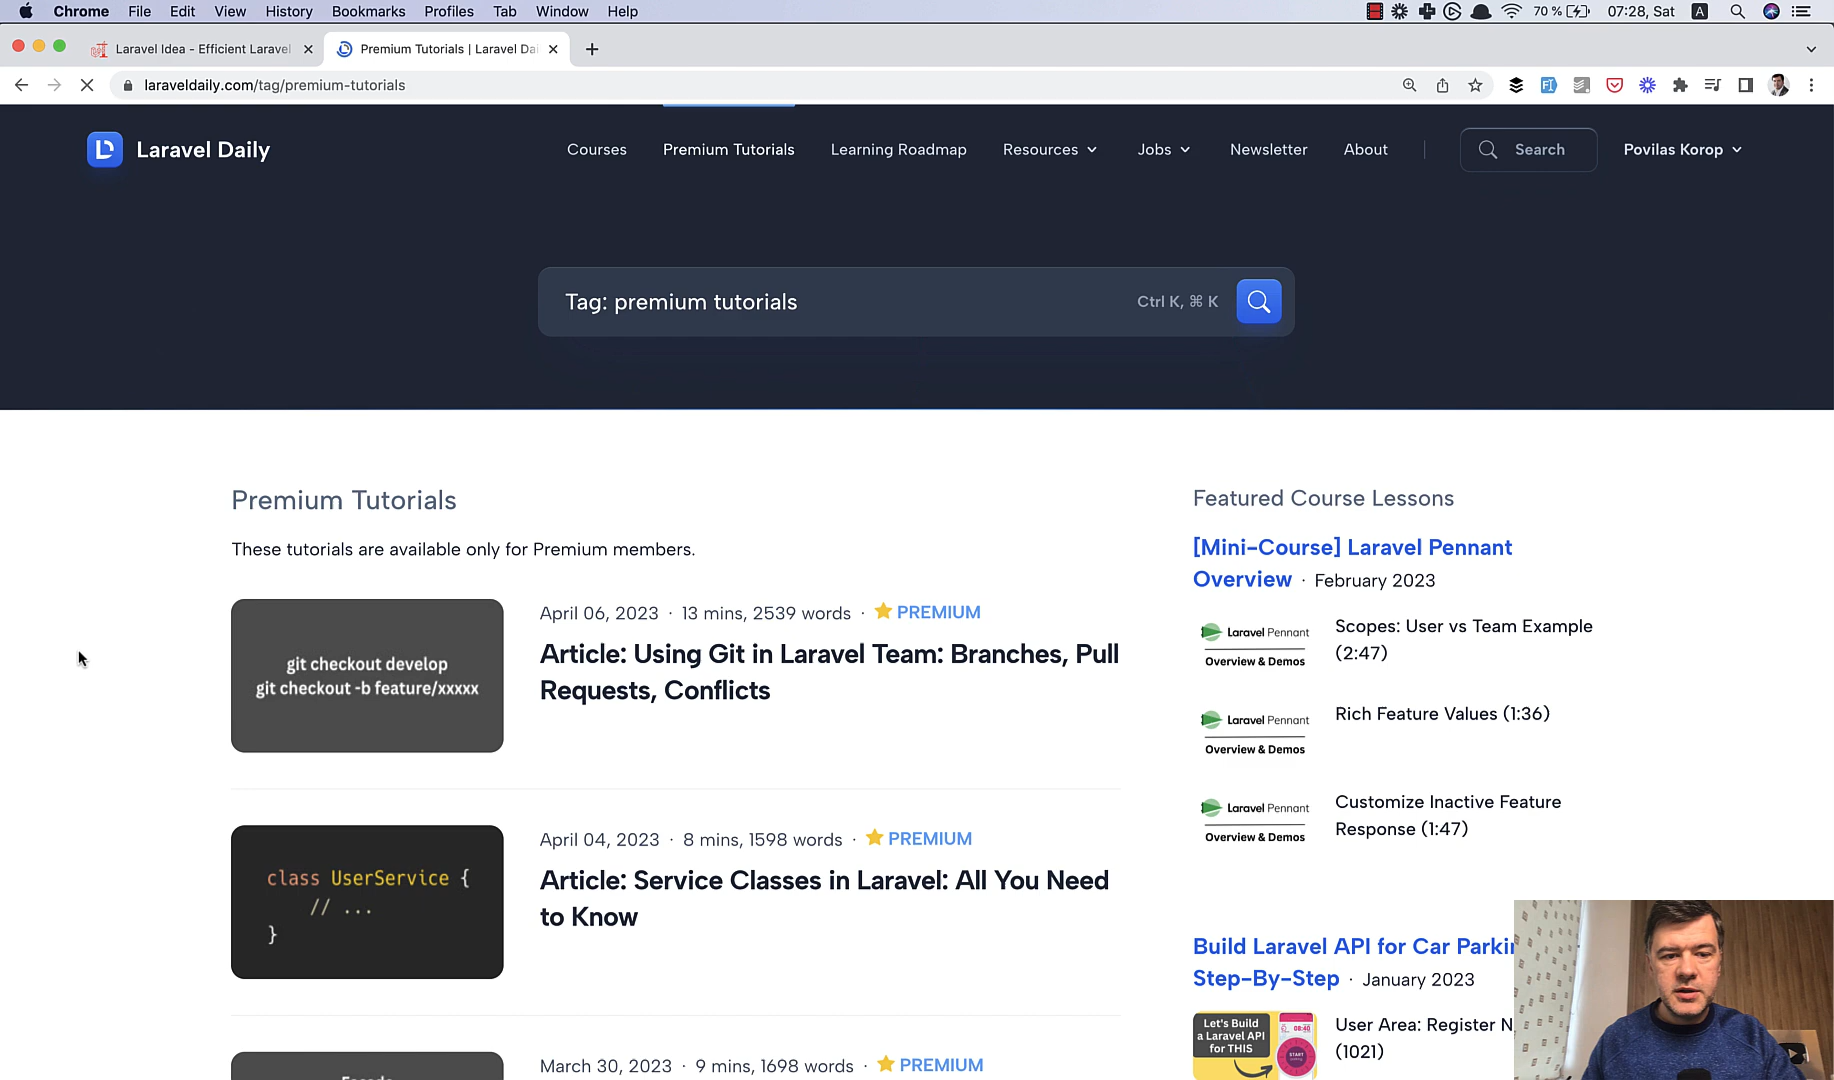 Chrome File Edit View History Bookmarks Profiles Tab Window Help 70 % 07:28, Sat A
Laravel Idea - Efficient Laravel
Premium Tutorials | Laravel Dai
laraveldaily.com/tag/premium-tutorials
Laravel Daily
Courses Premium Tutorials Learning Roadmap Resources Jobs Newsletter About Search Povilas Korop
Tag: premium tutorials Ctrl K, ⌘ K
Premium Tutorials
These tutorials are available only for Premium members.
git checkout develop
git checkout -b feature/xxxxx
April 06, 2023 · 13 mins, 2539 words · PREMIUM
Article: Using Git in Laravel Team: Branches, Pull
Requests, Conflicts
class UserService {
// ...
}
April 04, 2023 · 8 mins, 1598 words · PREMIUM
Article: Service Classes in Laravel: All You Need
to Know
March 30, 2023 · 9 mins, 1698 words · PREMIUM
Featured Course Lessons
[Mini-Course] Laravel Pennant
Overview · February 2023
Laravel Pennant
Overview & Demos
Scopes: User vs Team Example
(2:47)
Laravel Pennant
Overview & Demos
Rich Feature Values (1:36)
Laravel Pennant
Overview & Demos
Customize Inactive Feature
Response (1:47)
Build Laravel API for Car Parkin
Step-By-Step · January 2023
Let's Build
a Laravel API
for THIS
08:40
START
User Area: Register N
(1021)